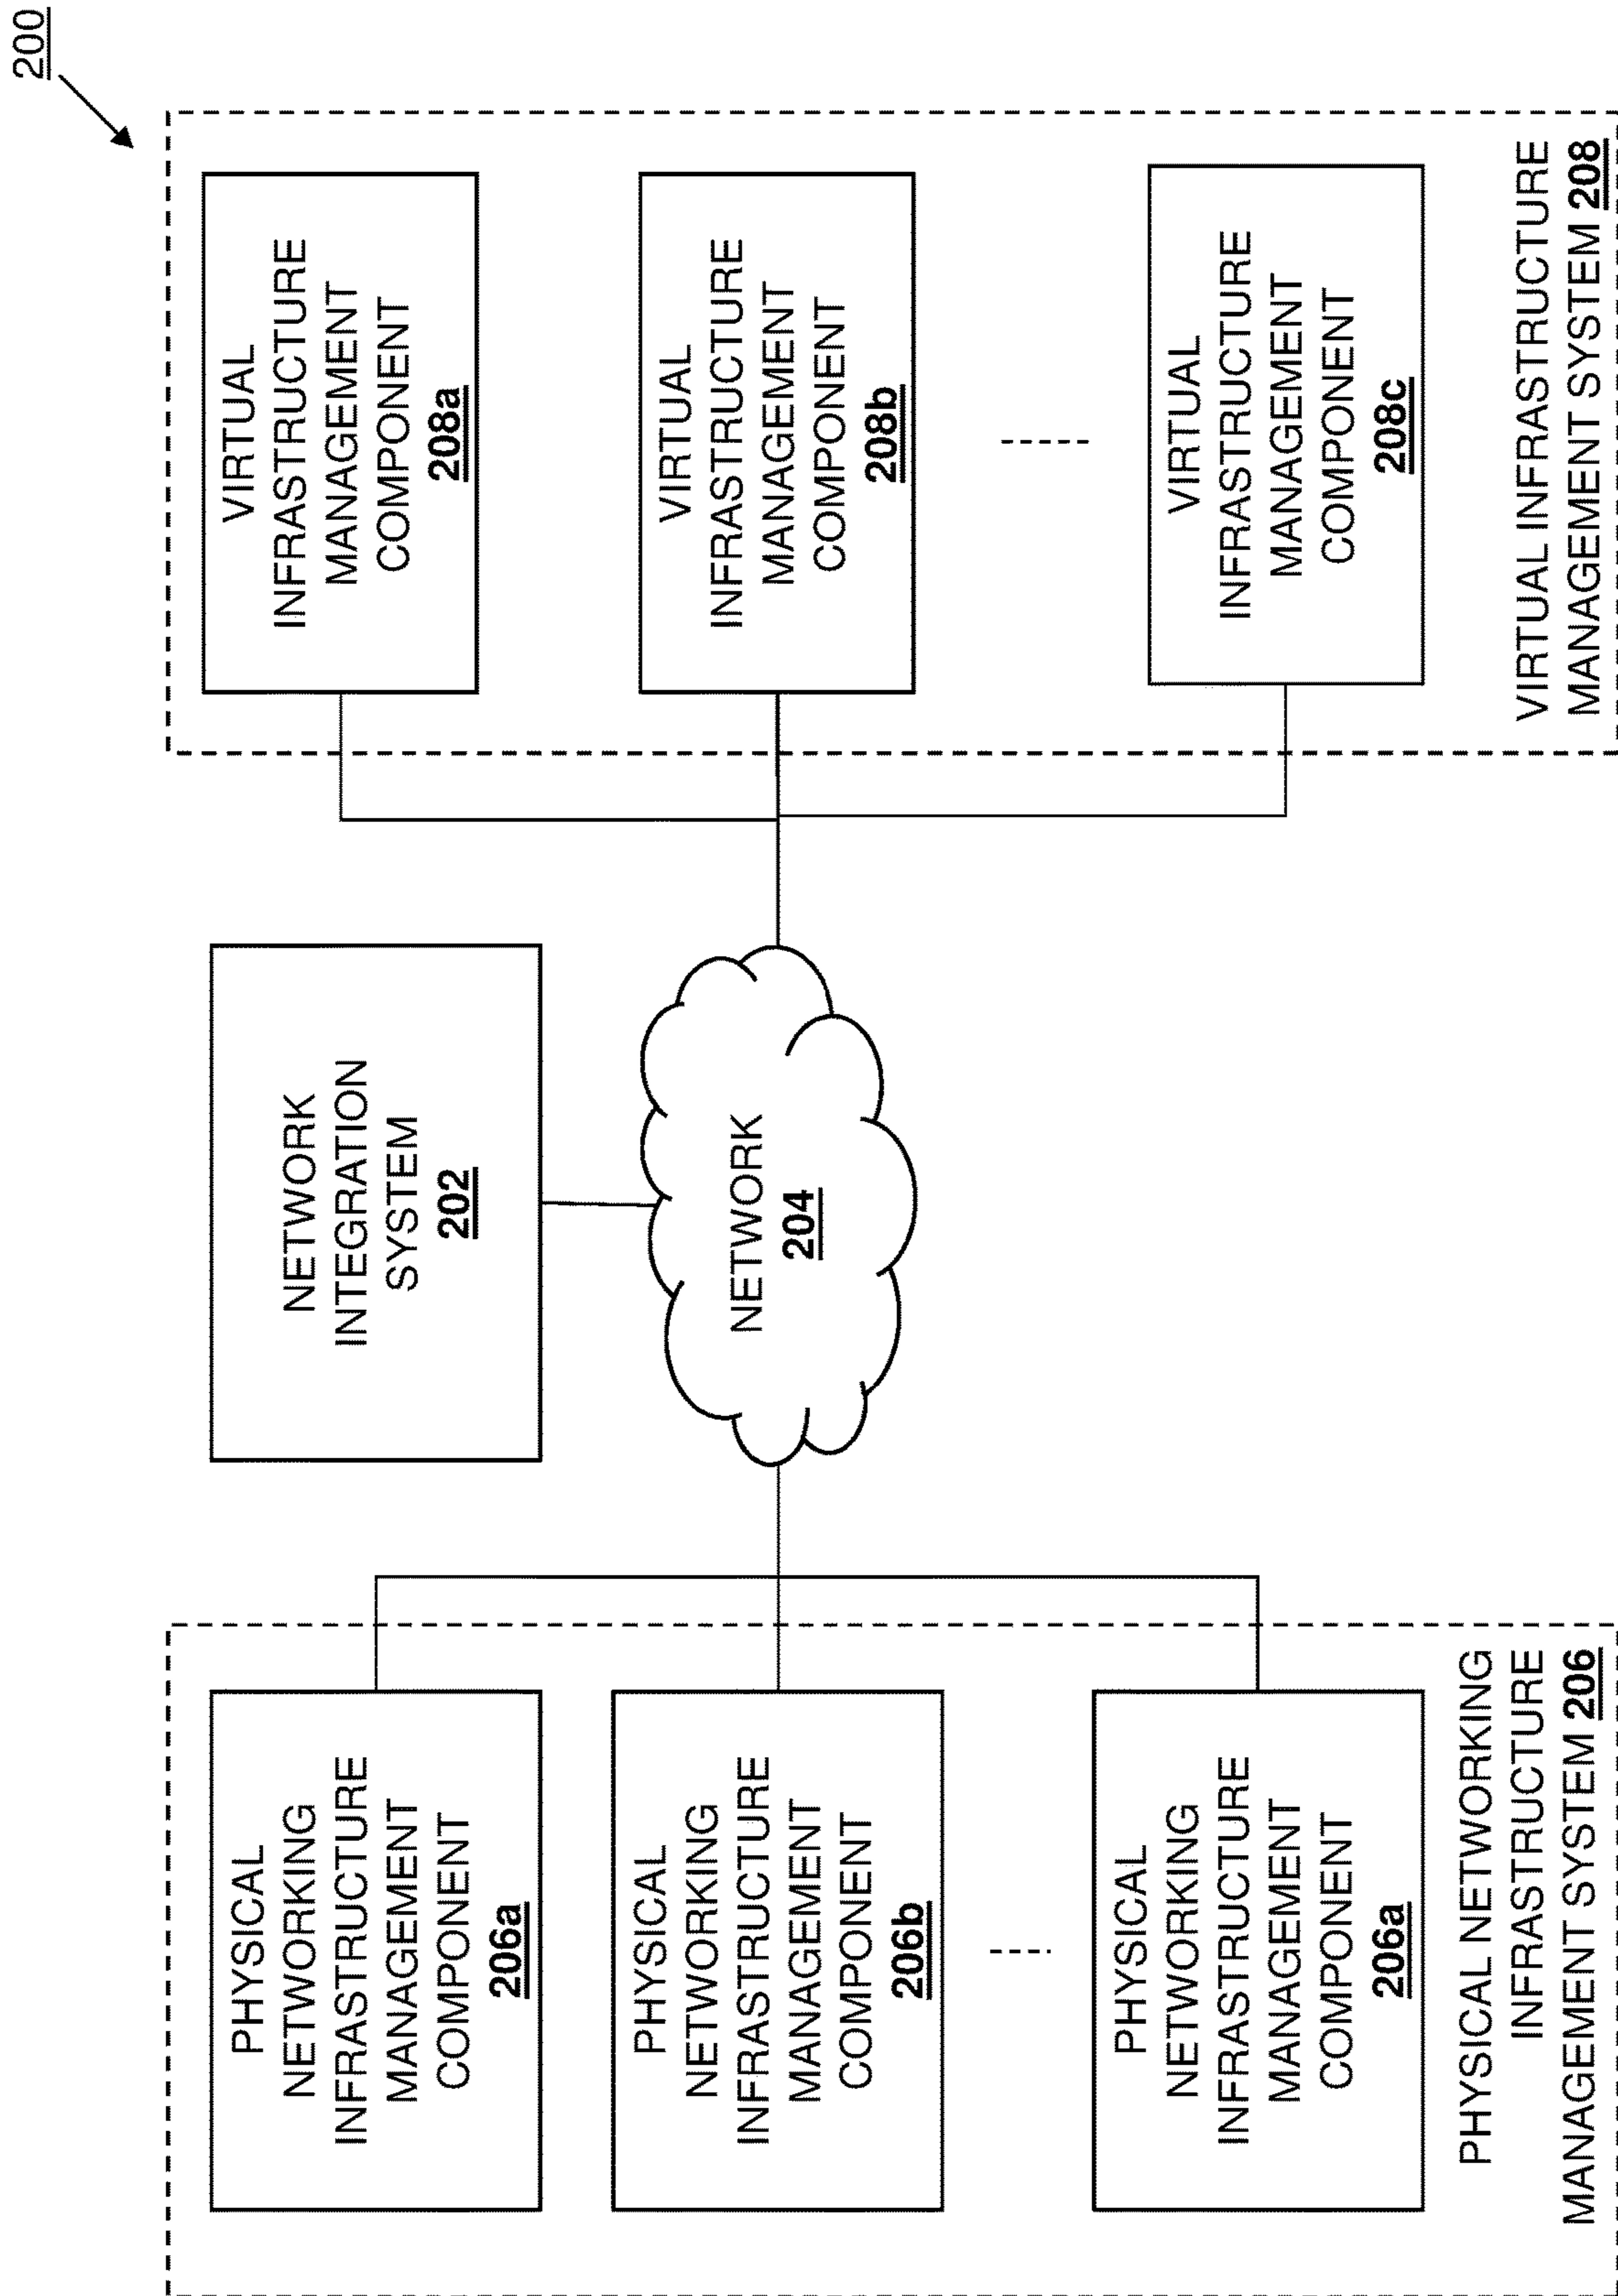 200
PHYSICAL
NETWORKING
INFRASTRUCTURE
MANAGEMENT
COMPONENT
206a
PHYSICAL
NETWORKING
INFRASTRUCTURE
MANAGEMENT
COMPONENT
206b
PHYSICAL
NETWORKING
INFRASTRUCTURE
MANAGEMENT
COMPONENT
206a
PHYSICAL NETWORKING
INFRASTRUCTURE
MANAGEMENT SYSTEM 206
NETWORK
INTEGRATION
SYSTEM
202
NETWORK
204
VIRTUAL
INFRASTRUCTURE
MANAGEMENT
COMPONENT
208a
VIRTUAL
INFRASTRUCTURE
MANAGEMENT
COMPONENT
208b
VIRTUAL
INFRASTRUCTURE
MANAGEMENT
COMPONENT
208c
VIRTUAL INFRASTRUCTURE
MANAGEMENT SYSTEM 208